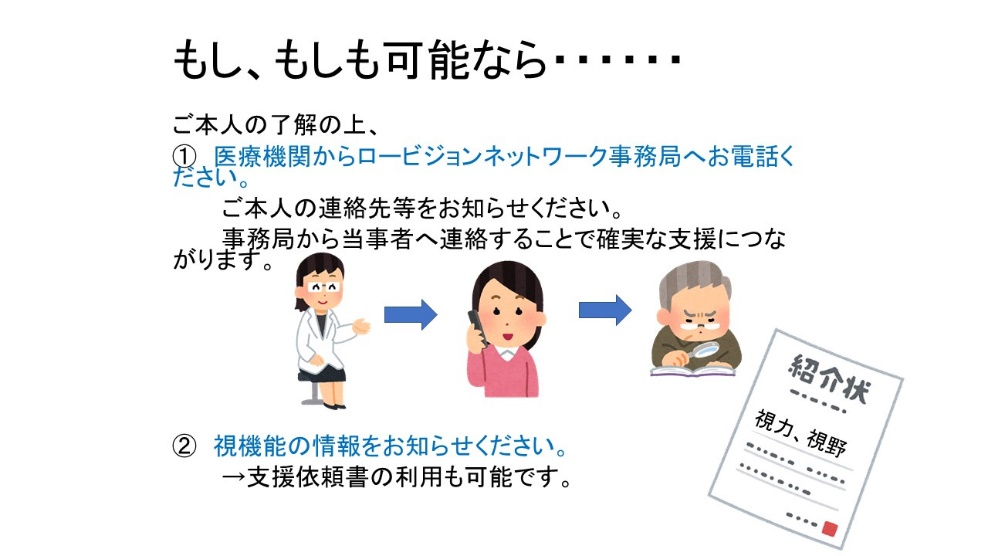 もし、もしも可能なら・・・・・・
ご本人の了解の上、
① 医療機関からロービジョンネットワーク事務局へお電話く
ださい。
ご本人の連絡先等をお知らせください。
事務局から当事者へ連絡することで確実な支援につな
がります。
紹介状
視力、視野
② 視機能の情報をお知らせください。
→支援依頼書の利用も可能です。